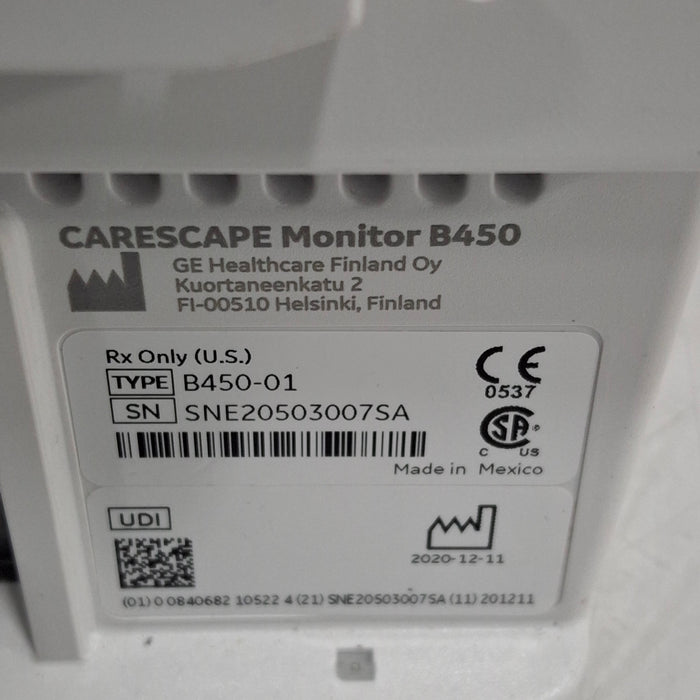 CARESCAPE Monitor B450
GE Healthcare Finland Oy
Kuortaneenkatu 2
FI-00510 Helsinki, Finland
Rx Only (U.S.)
TYPE B450-01
SN SNE20503007SA
CE
0537
SA ®
C US
Made in Mexico
UDI
2020-12-11
(01) 0 0840682 10522 4 (21) SNE20503007SA (11) 201211